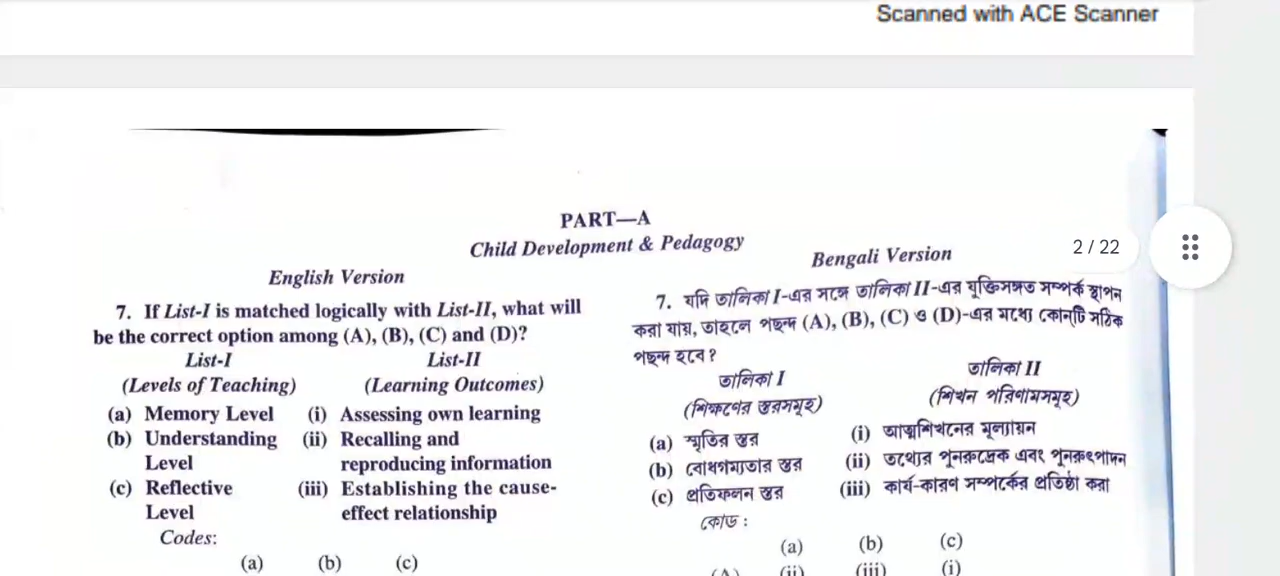 Scanned with ACE Scanner
PART—A
Child Development & Pedagogy
2 / 22
English Version
7. If List-I is matched logically with List-II, what will
be the correct option among (A), (B), (C) and (D)?
List-I List-II
(Levels of Teaching) (Learning Outcomes)
(a) Memory Level (i) Assessing own learning
(b) Understanding (ii) Recalling and
Level reproducing information
(c) Reflective (iii) Establishing the cause-
Level effect relationship
Codes:
(a) (b) (c)
Bengali Version
7. যদি তালিকা I-এর সঙ্গে তালিকা II-এর যুক্তিসঙ্গত সম্পর্ক স্থাপন
করা যায়, তাহলে পছন্দ (A), (B), (C) ও (D)-এর মধ্যে কোনটি সঠিক
পছন্দ হবে ?
তালিকা I তালিকা II
(শিক্ষণের স্তরসমূহ) (শিখন পরিণামসমূহ)
(a) স্মৃতির স্তর (i) আত্মশিখনের মূল্যায়ন
(b) বোধগম্যতার স্তর (ii) তথ্যের পুনরুদ্রেক এবং পুনরুৎপাদন
(c) প্রতিফলন স্তর (iii) কার্য-কারণ সম্পর্কের প্রতিষ্ঠা করা
কোড :
(a) (b) (c)
(A) (ii) (iii) (i)